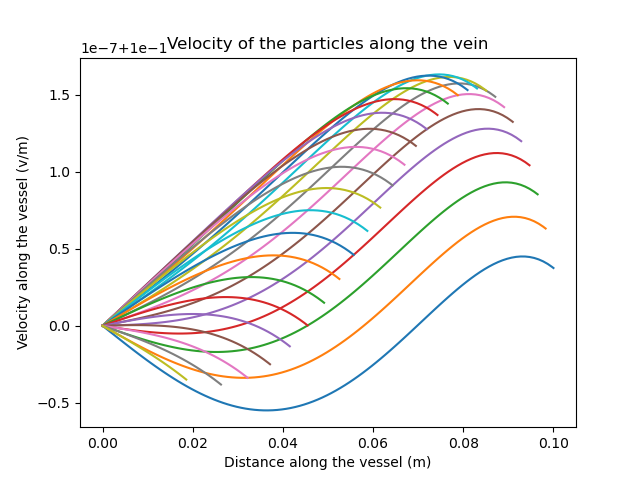 Velocity of the particles along the vein
1e−7+1e−1
1.5
1.0
0.5
0.0
−0.5
Velocity along the vessel (v/m)
0.00 0.02 0.04 0.06 0.08 0.10
Distance along the vessel (m)